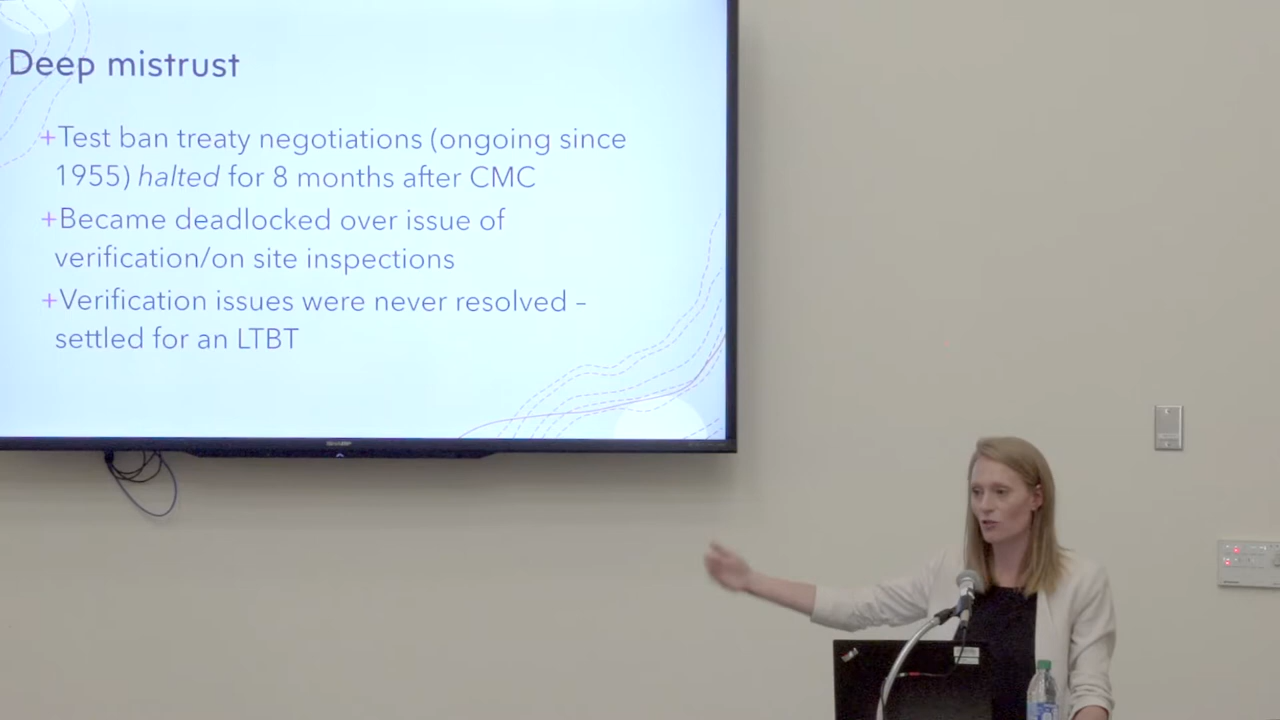 Deep mistrust
+Test ban treaty negotiations (ongoing since
1955) halted for 8 months after CMC
+Became deadlocked over issue of
verification/on site inspections
+Verification issues were never resolved –
settled for an LTBT
SHARP